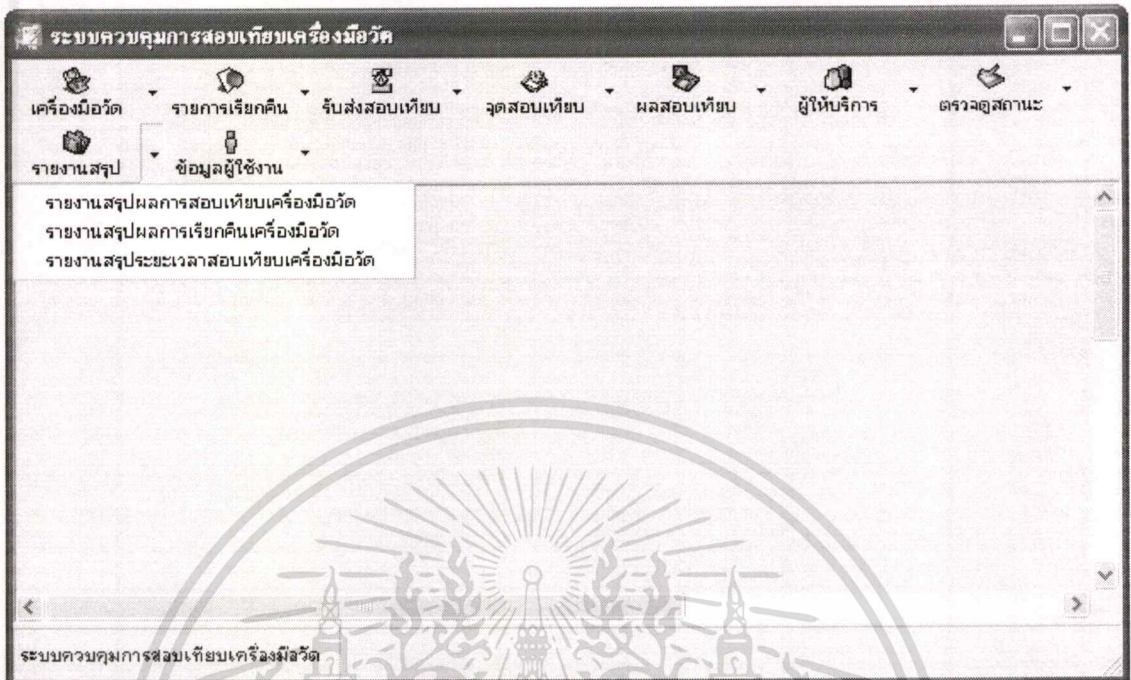 ระบบควบคุมการสอบเทียบเครื่องมือวัด
เครื่องมือวัด รายการเรียกคืน รับส่งสอบเทียบ จุดสอบเทียบ ผลสอบเทียบ ผู้ให้บริการ ตรวจดูสถานะ
รายงานสรุป ข้อมูลผู้ใช้งาน
รายงานสรุปผลการสอบเทียบเครื่องมือวัด
รายงานสรุปผลการเรียกคืนเครื่องมือวัด
รายงานสรุประยะเวลาสอบเทียบเครื่องมือวัด
ระบบควบคุมการสอบเทียบเครื่องมือวัด